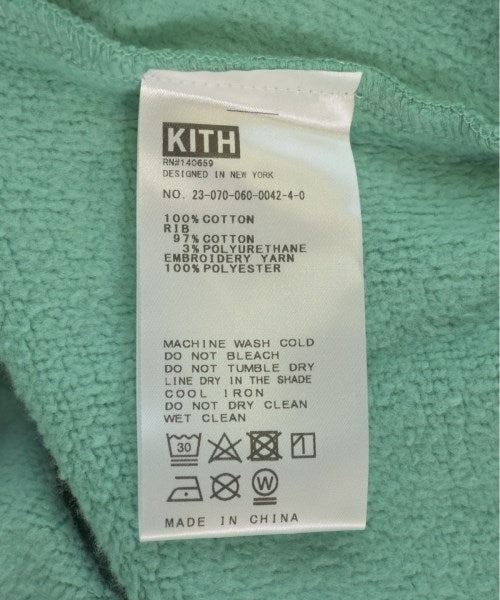 KITH
RN#140659
DESIGNED IN NEW YORK
NO. 23-070-060-0042-4-0
100% COTTON
RIB
97% COTTON
3% POLYURETHANE
EMBROIDERY YARN
100% POLYESTER
MACHINE WASH COLD
DO NOT BLEACH
DO NOT TUMBLE DRY
LINE DRY IN THE SHADE
COOL IRON
DO NOT DRY CLEAN
WET CLEAN
30
W
MADE IN CHINA